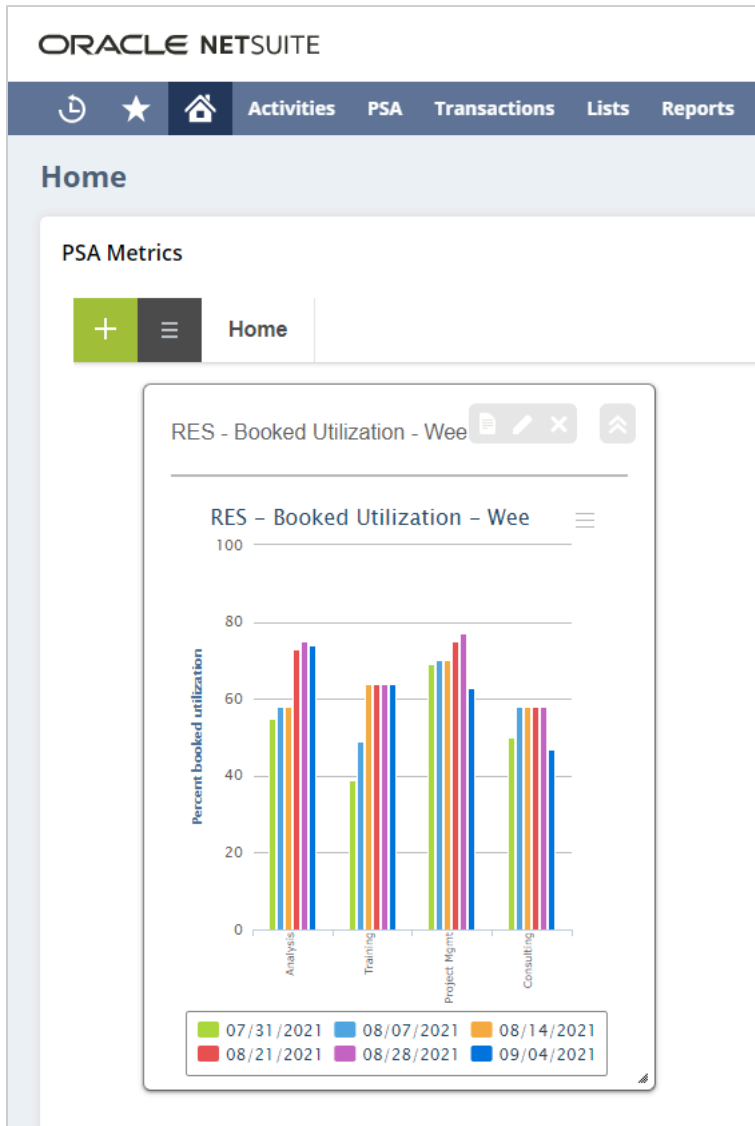 ORACLE NETSUITE
Activities PSA Transactions Lists Reports
Home
PSA Metrics
Home
RES - Booked Utilization - Wee
RES – Booked Utilization – Wee
100
80
60
40
20
0
Percent booked utilization
Analysis Training Project Mgmt Consulting
07/31/2021 08/07/2021 08/14/2021
08/21/2021 08/28/2021 09/04/2021